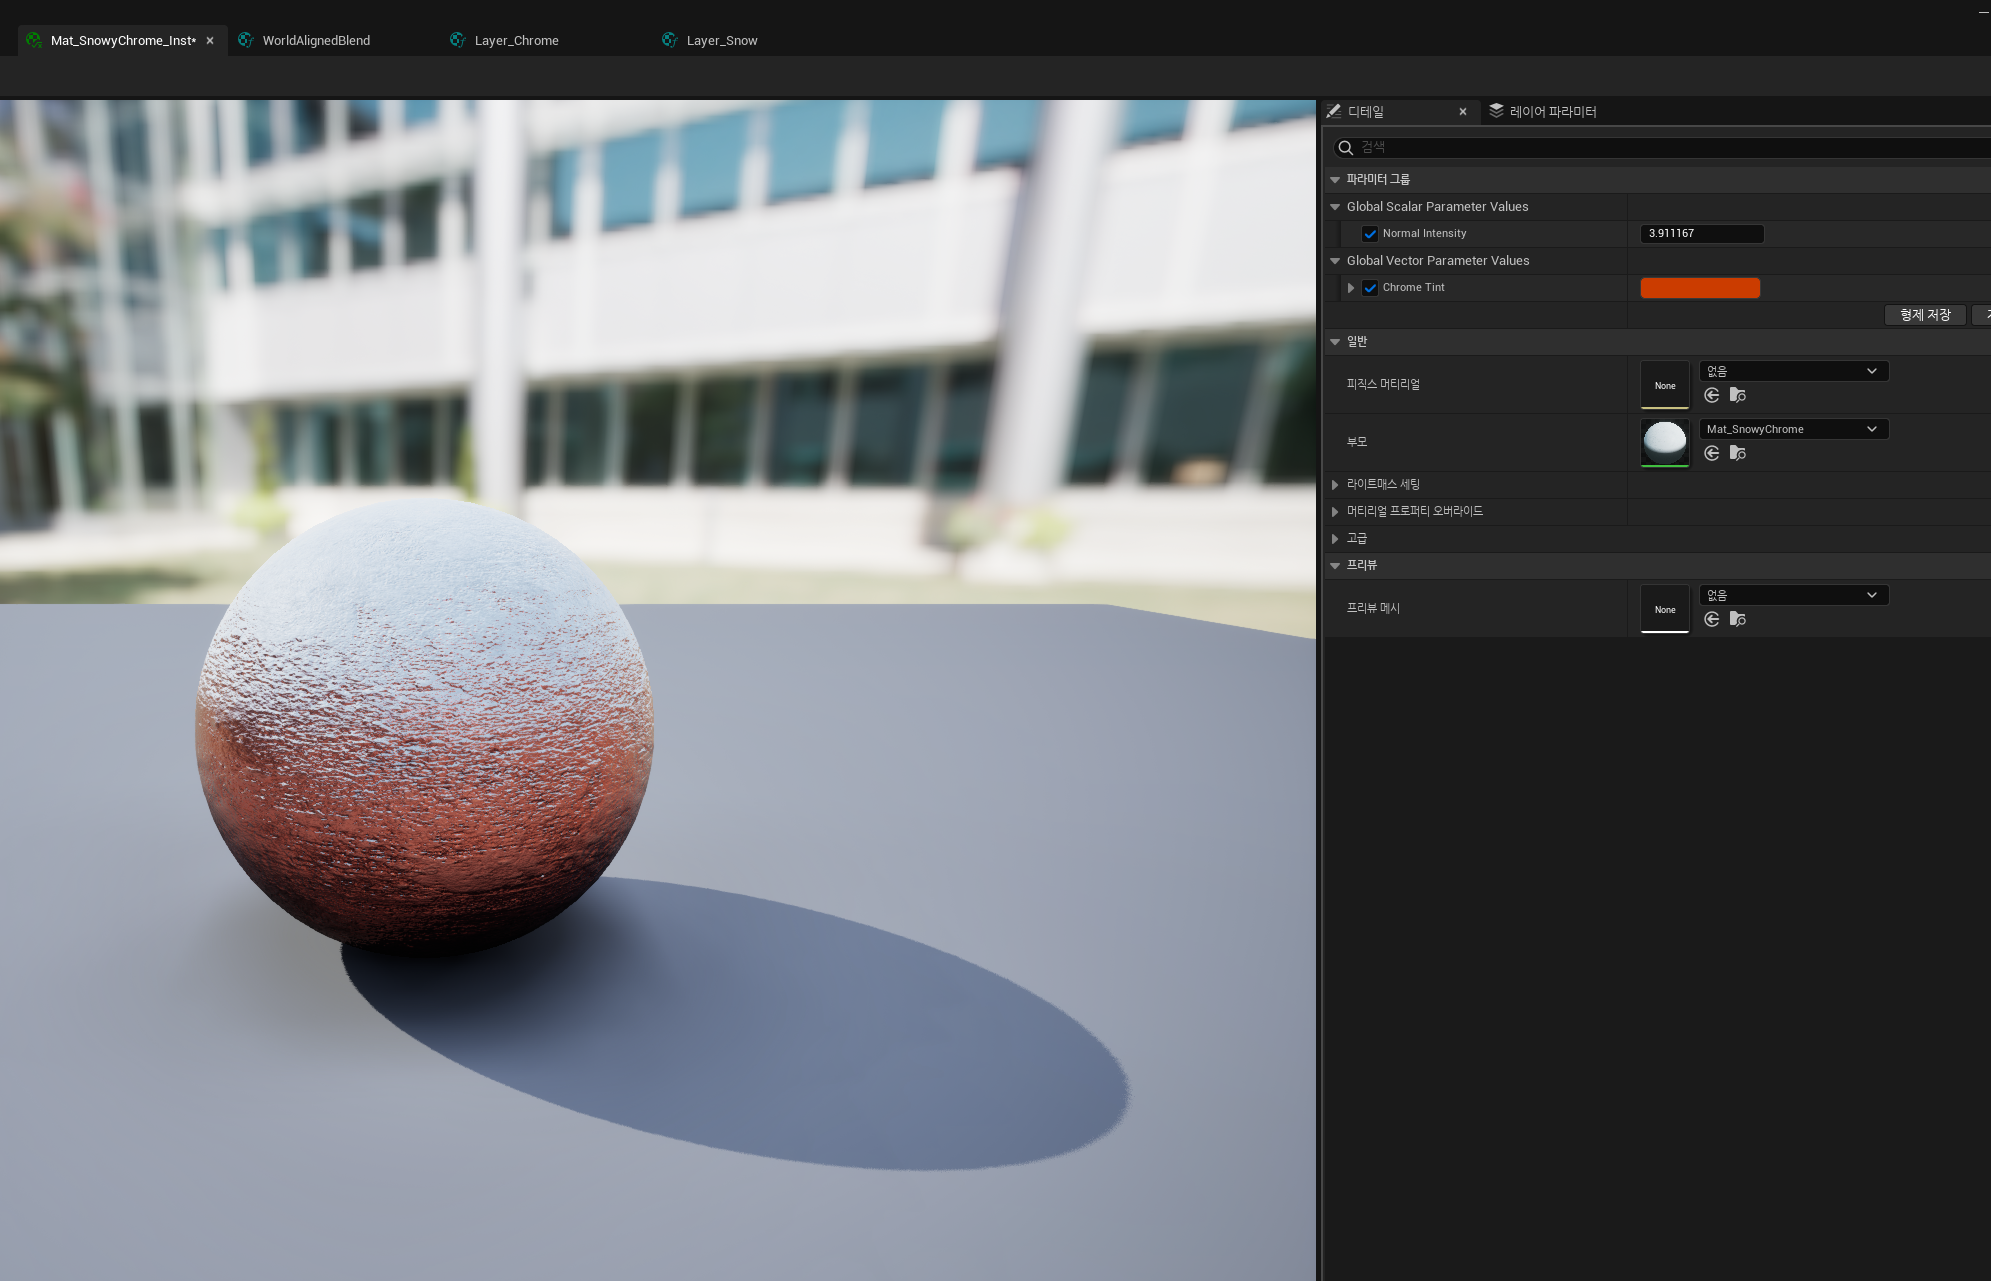 Mat_SnowyChrome_Inst*
WorldAlignedBlend
Layer_Chrome
Layer_Snow
디테일
레이어 파라미터
검색
파라미터 그룹
Global Scalar Parameter Values
Normal Intensity
3.911167
Global Vector Parameter Values
Chrome Tint
형제 저장
일반
피직스 머티리얼
None
없음
부모
Mat_SnowyChrome
라이트매스 세팅
머티리얼 프로퍼티 오버라이드
고급
프리뷰
프리뷰 메시
None
없음